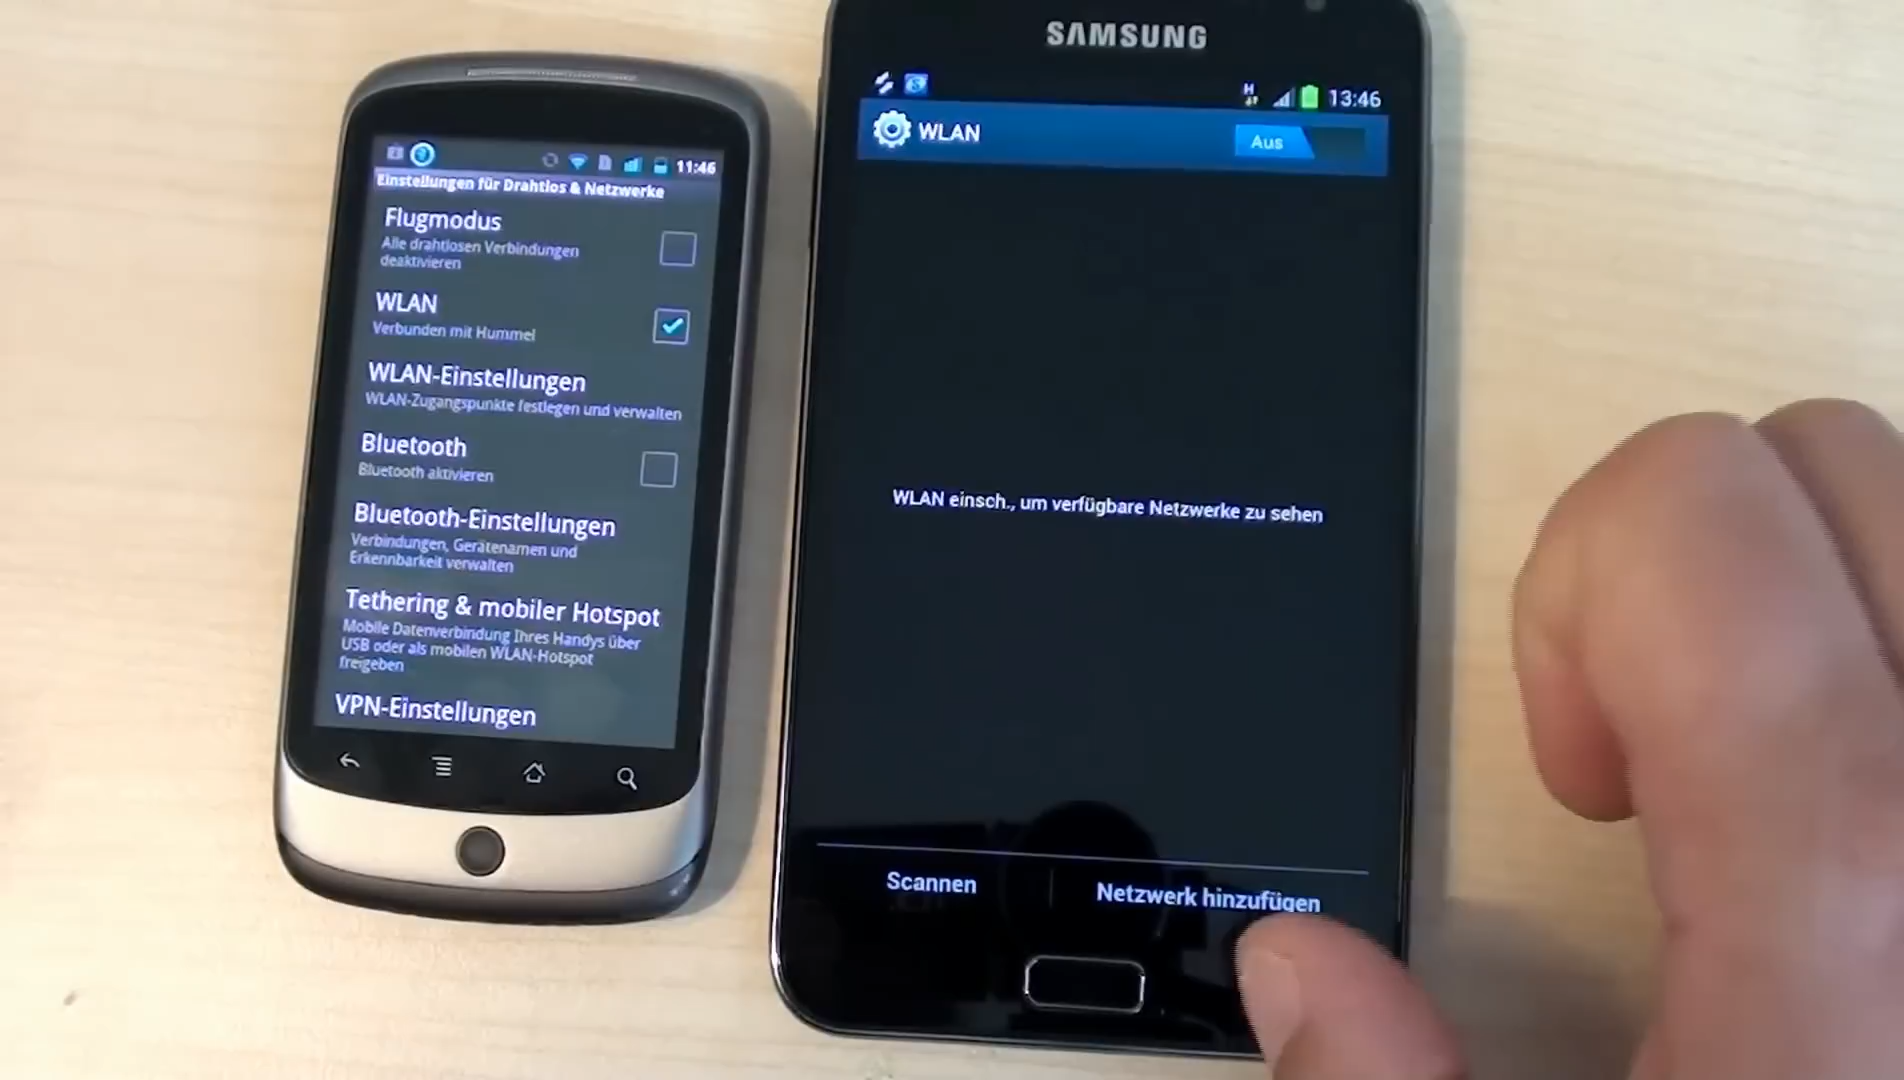 11:46
Einstellungen für Drahtlos & Netzwerke
Flugmodus
Alle drahtlosen Verbindungen
deaktivieren
WLAN
Verbunden mit Hummel
WLAN-Einstellungen
WLAN-Zugangspunkte festlegen und verwalten
Bluetooth
Bluetooth aktivieren
Bluetooth-Einstellungen
Verbindungen, Gerätenamen und
Erkennbarkeit verwalten
Tethering & mobiler Hotspot
Mobile Datenverbindung Ihres Handys über
USB oder als mobilen WLAN-Hotspot
freigeben
VPN-Einstellungen
SAMSUNG
H 13:46
WLAN Aus
WLAN einsch., um verfügbare Netzwerke zu sehen
Scannen Netzwerk hinzufügen